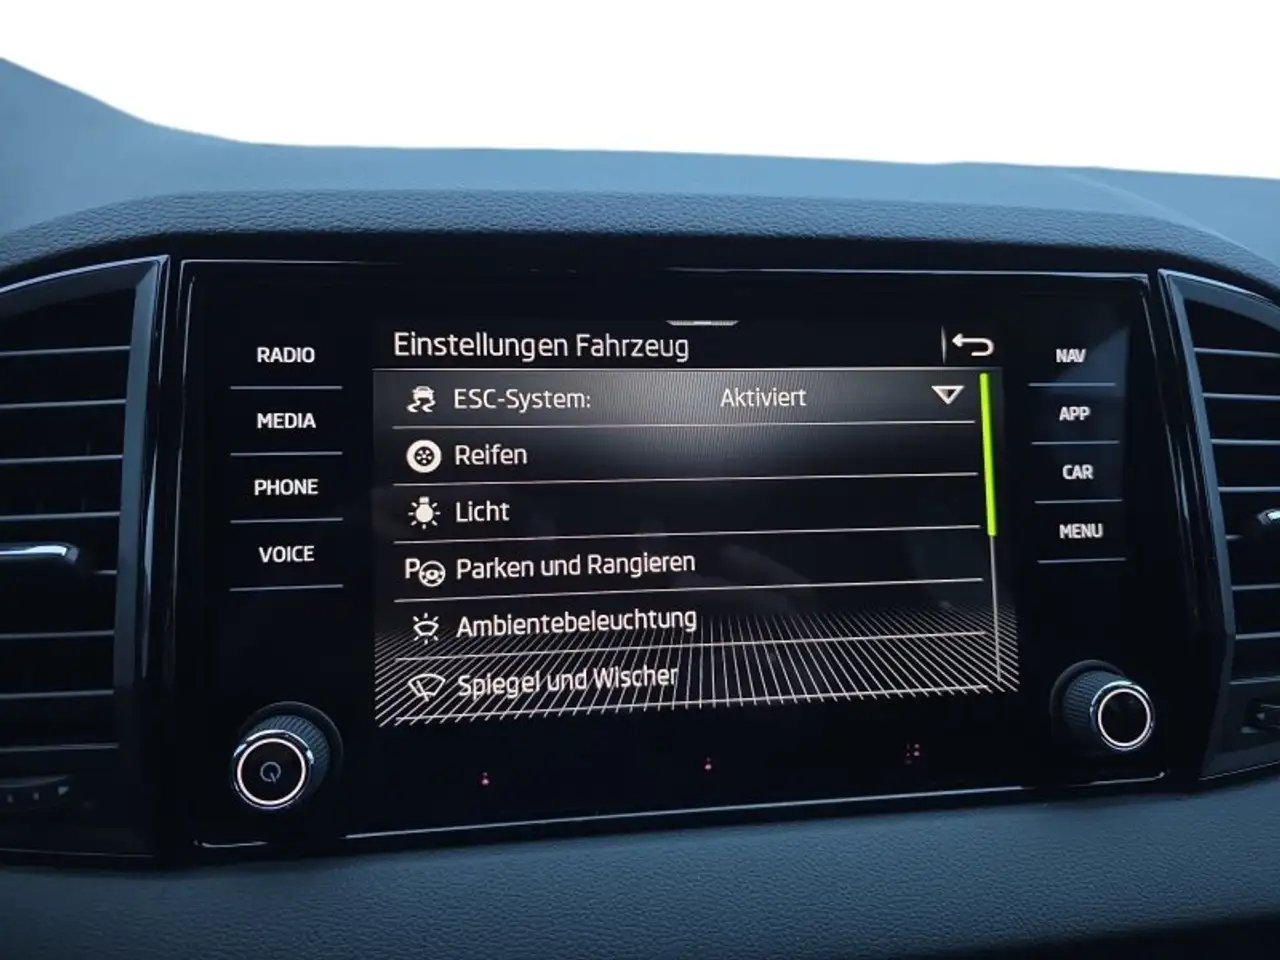 RADIO
MEDIA
PHONE
VOICE
Einstellungen Fahrzeug
ESC-System: Aktiviert
Reifen
Licht
Parken und Rangieren
Ambientebeleuchtung
Spiegel und Wischer
NAV
APP
CAR
MENU